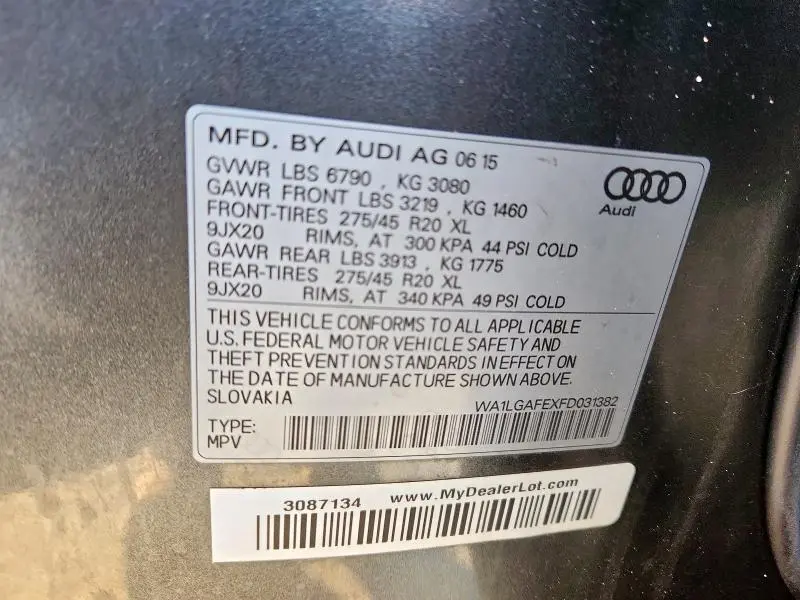 MFD. BY AUDI AG 06 15
GVWR LBS 6790 , KG 3080
GAWR FRONT LBS 3219 , KG 1460
FRONT-TIRES 275/45 R20 XL
9JX20 RIMS, AT 300 KPA 44 PSI COLD
GAWR REAR LBS 3913 , KG 1775
REAR-TIRES 275/45 R20 XL
9JX20 RIMS, AT 340 KPA 49 PSI COLD
Audi
THIS VEHICLE CONFORMS TO ALL APPLICABLE
U.S. FEDERAL MOTOR VEHICLE SAFETY AND
THEFT PREVENTION STANDARDS IN EFFECT ON
THE DATE OF MANUFACTURE SHOWN ABOVE.
SLOVAKIA WA1LGAFEXFD031382
TYPE:
MPV
3087134 www.MyDealerLot.com